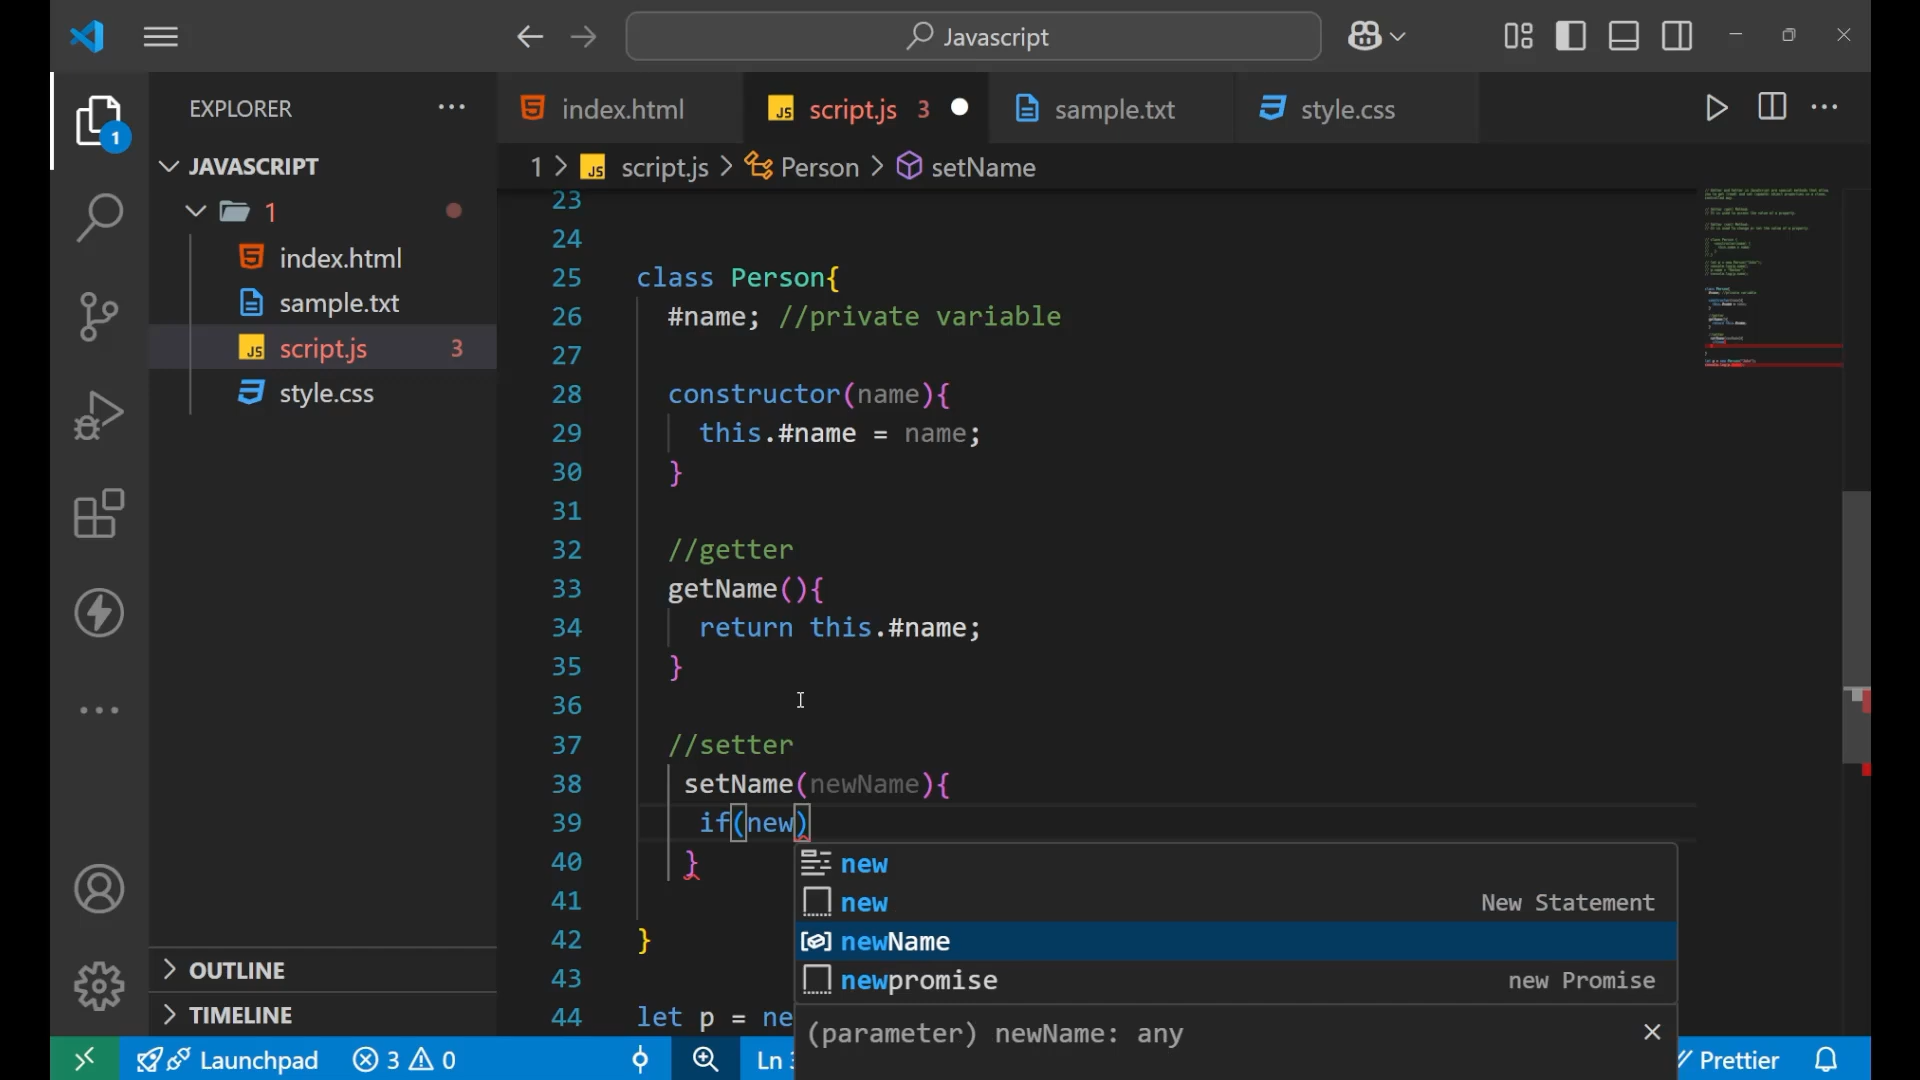 Javascript
EXPLORER
index.html
script.js 3
sample.txt
style.css
1
JAVASCRIPT
1 > script.js > Person > setName
1
index.html
sample.txt
script.js 3
style.css
23
24
25 class Person{
26 #name; //private variable
27
28 constructor(name){
29 this.#name = name;
30 }
31
32 //getter
33 getName(){
34 return this.#name;
35 }
36
37 //setter
38 setName(newName){
39 if(new)
40 }
41
42 }
43
44 let p = ne
new
new New Statement
newName
newpromise new Promise
(parameter) newName: any
OUTLINE
TIMELINE
Launchpad 3 0
Ln
Prettier